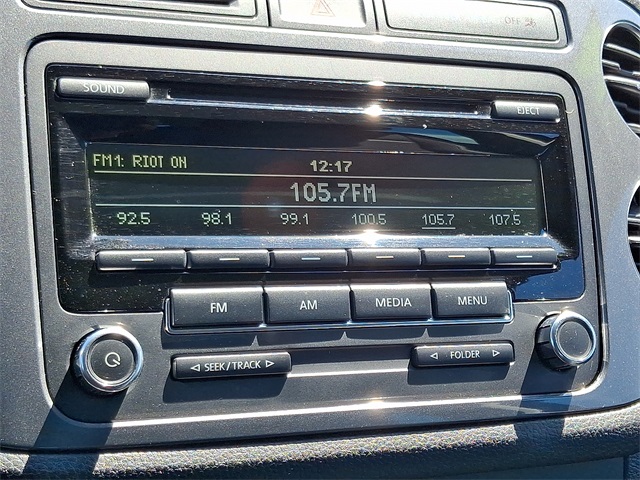 OFF
SOUND
EJECT
FM1: RIOT ON 12:17
105.7FM
92.5 98.1 99.1 100.5 105.7 107.5
FM AM MEDIA MENU
◁ SEEK/TRACK ▷ ◁ FOLDER ▷